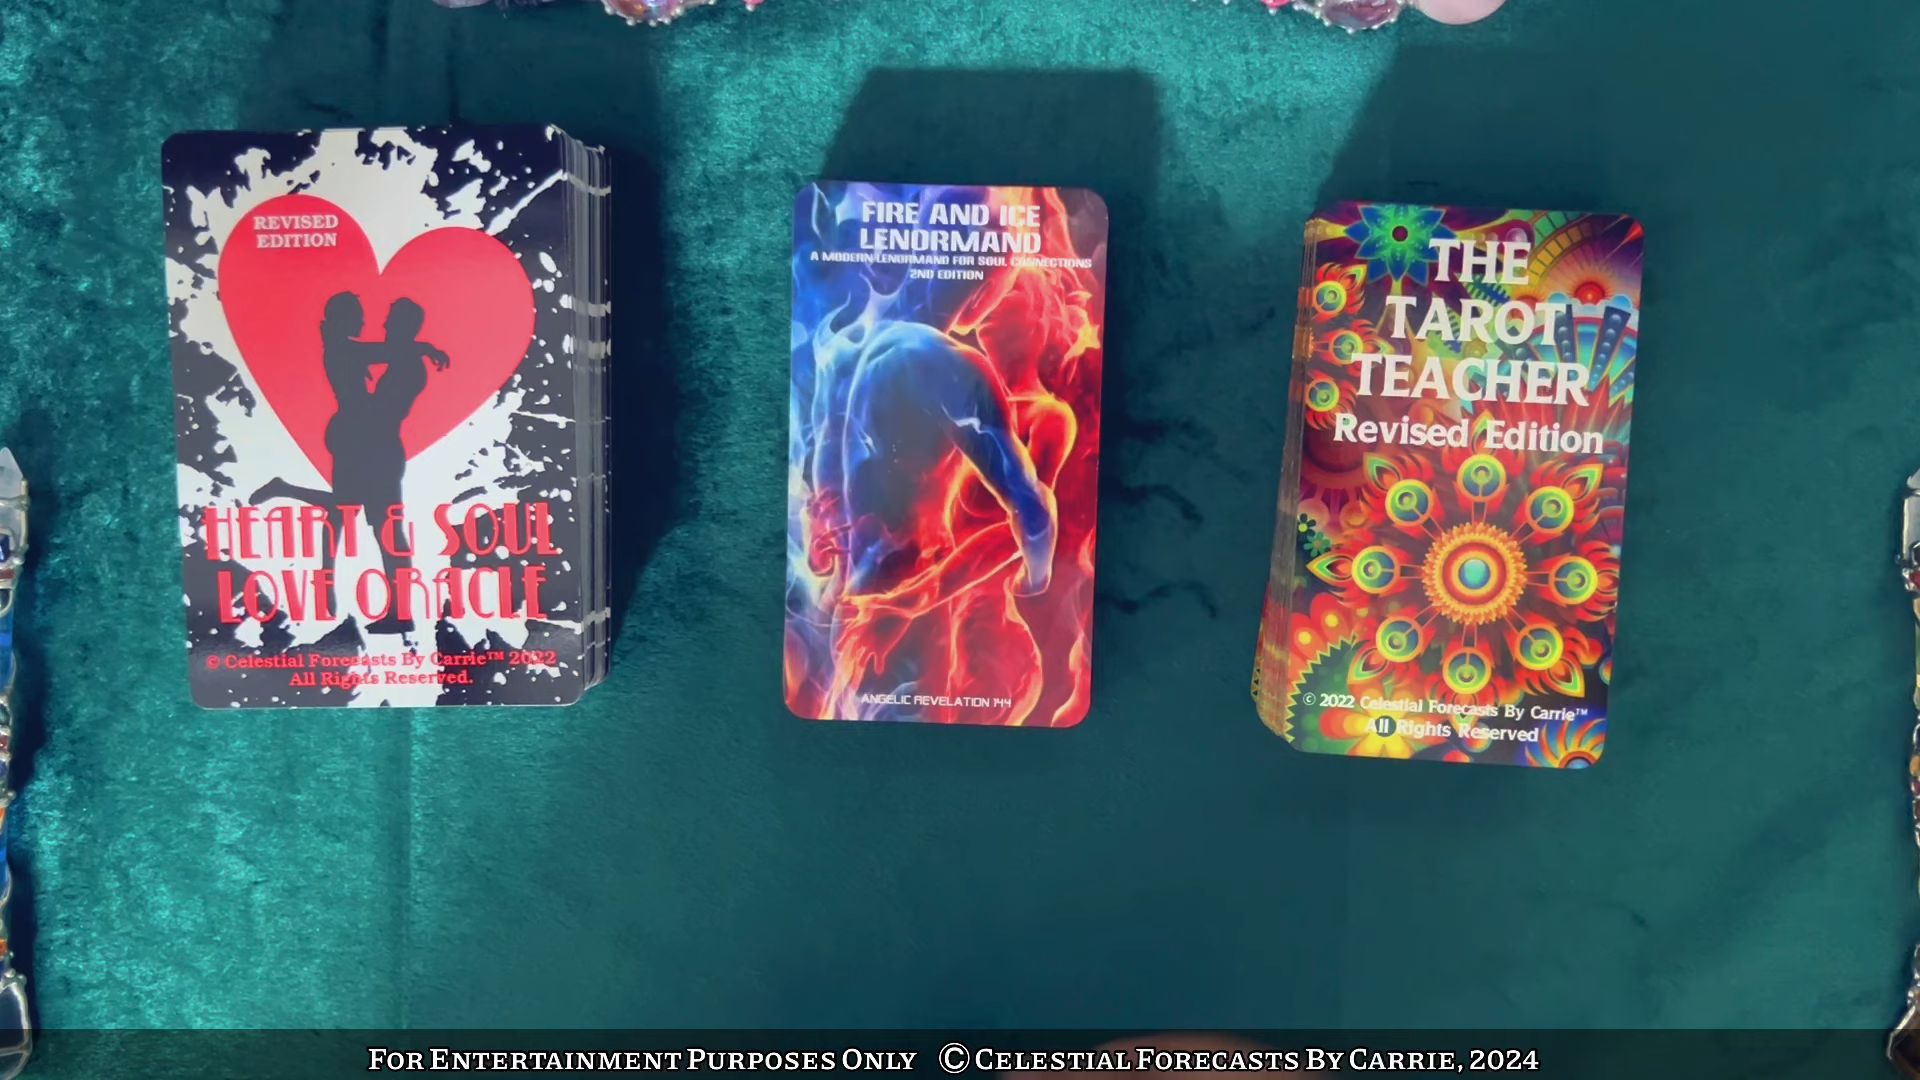 REVISED
EDITION
HEART & SOUL
LOVE ORACLE
© Celestial Forecasts By Carrie™ 2022
All Rights Reserved.
FIRE AND ICE
LENORMAND
A MODERN LENORMAND FOR SOUL CONNECTIONS
2ND EDITION
ANGELIC REVELATION 144
THE
TAROT
TEACHER
Revised Edition
© 2022 Celestial Forecasts By Carrie™
All Rights Reserved
FOR ENTERTAINMENT PURPOSES ONLY © CELESTIAL FORECASTS BY CARRIE, 2024